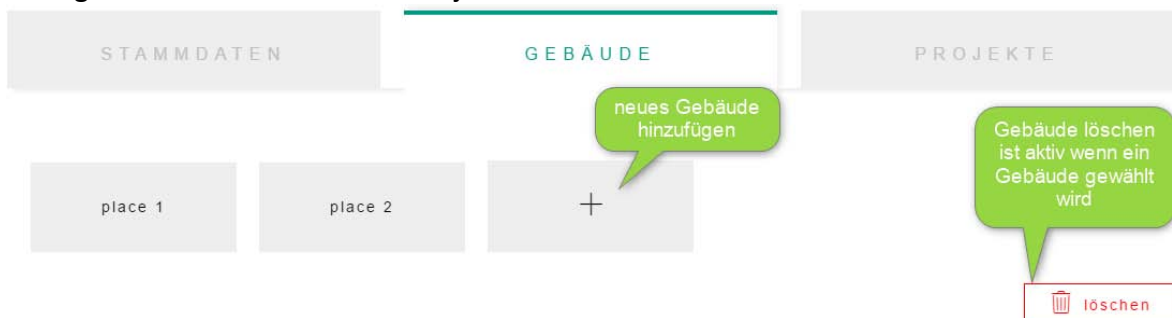 STAMMDATEN
GEBÄUDE
PROJEKTE
neues Gebäude
hinzufügen
Gebäude löschen
ist aktiv wenn ein
Gebäude gewählt
wird
place 1
place 2
+
löschen